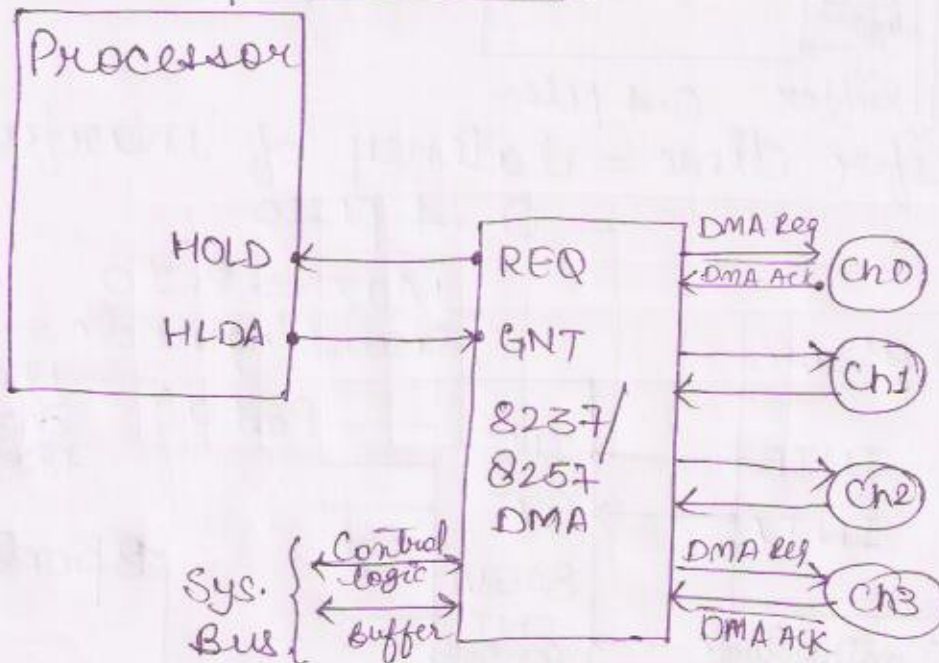 Processor
HOLD
HLDA
REQ
GNT
8237/
8257
DMA
DMA Req
DMA Ack
Ch0
Ch1
Ch2
DMA Req
DMA ACK
Ch3
Sys.
Bus
Control
logic
Buffer